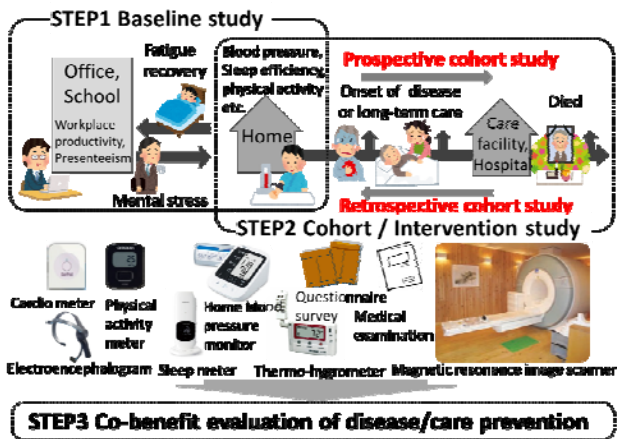 STEP1 Baseline study
Office,
School
Workplace
productivity,
Presenteeism
Fatigue
recovery
Mental stress
Blood pressure,
Sleep efficiency,
physical activity
etc.
Home
Prospective cohort study
Onset of disease
or long-term care
Care
facility,
Hospital
Died
Retrospective cohort study
STEP2 Cohort / Intervention study
Cardio meter
Physical
activity
meter
Home blood
pressure
monitor
Questionnaire
survey
Medical
examination
Electroencephalogram
Sleep meter
Thermo-hygrometer
Magnetic resonance image scanner
STEP3 Co-benefit evaluation of disease/care prevention